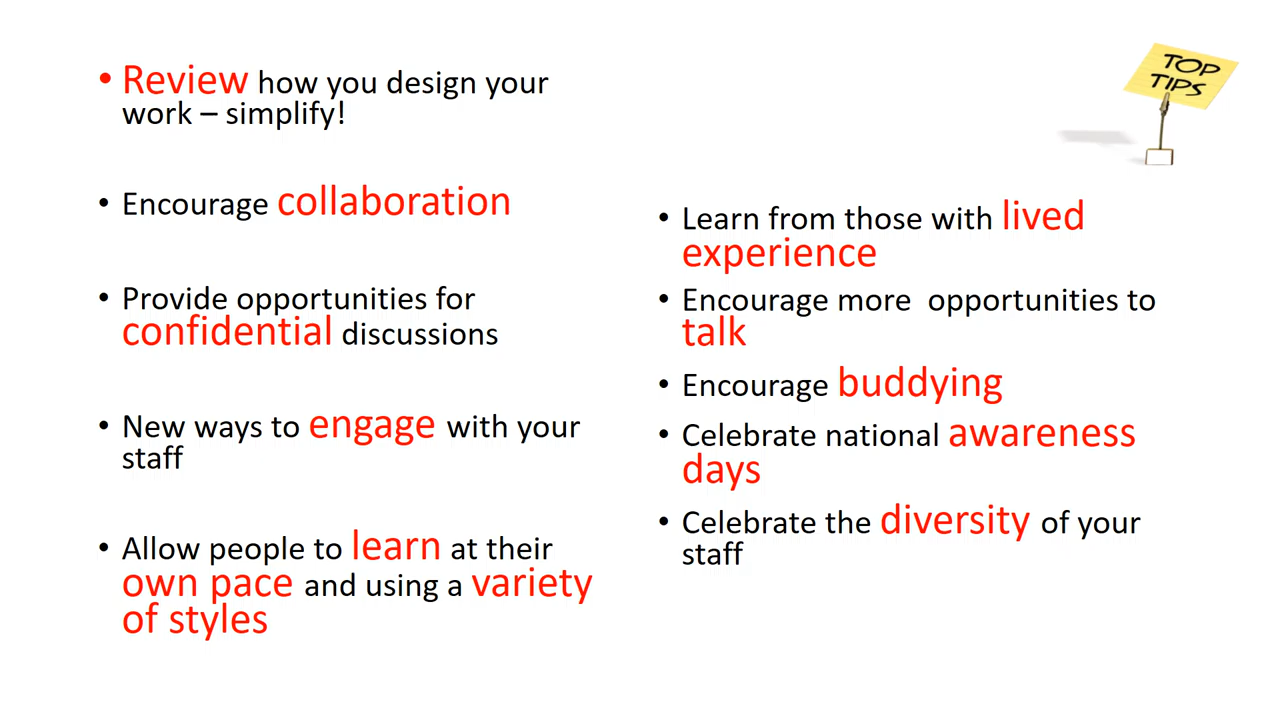 • Review how you design your
work – simplify!
• Encourage collaboration
• Provide opportunities for
confidential discussions
• New ways to engage with your
staff
• Allow people to learn at their
own pace and using a variety
of styles
TOP
TIPS
• Learn from those with lived
experience
• Encourage more  opportunities to
talk
• Encourage buddying
• Celebrate national awareness
days
• Celebrate the diversity of your
staff